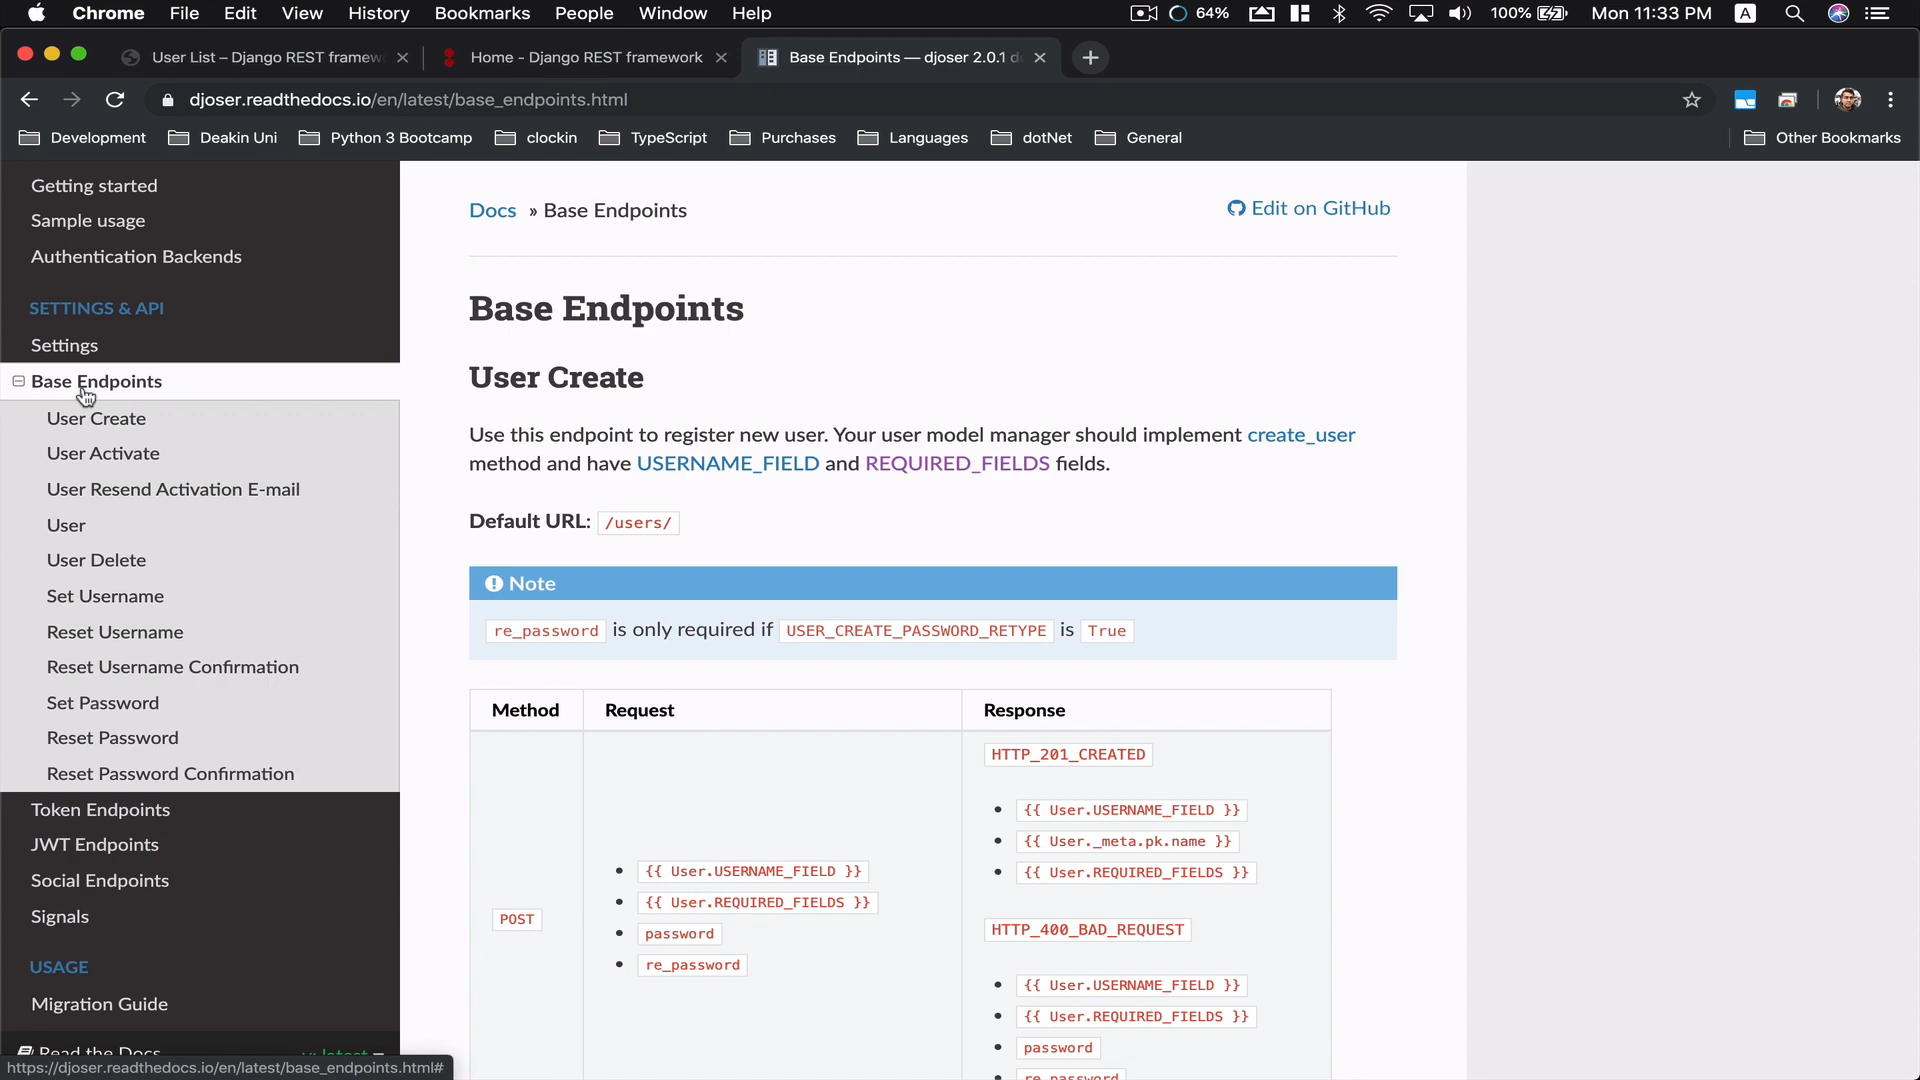 Chrome File Edit View History Bookmarks People Window Help 64% 100% Mon 11:33 PM A
User List – Django REST framew Home - Django REST framework Base Endpoints — djoser 2.0.1 d
djoser.readthedocs.io/en/latest/base_endpoints.html
Development Deakin Uni Python 3 Bootcamp clockin TypeScript Purchases Languages dotNet General Other Bookmarks
Getting started
Sample usage
Authentication Backends
SETTINGS & API
Settings
Base Endpoints
User Create
User Activate
User Resend Activation E-mail
User
User Delete
Set Username
Reset Username
Reset Username Confirmation
Set Password
Reset Password
Reset Password Confirmation
Token Endpoints
JWT Endpoints
Social Endpoints
Signals
USAGE
Migration Guide
Read the Docs v: latest
https://djoser.readthedocs.io/en/latest/base_endpoints.html#
Docs » Base Endpoints
Edit on GitHub
Base Endpoints
User Create
Use this endpoint to register new user. Your user model manager should implement create_user
method and have USERNAME_FIELD and REQUIRED_FIELDS fields.
Default URL: /users/
Note
re_password is only required if USER_CREATE_PASSWORD_RETYPE is True
Method Request Response
POST
{{ User.USERNAME_FIELD }}
{{ User.REQUIRED_FIELDS }}
password
re_password
HTTP_201_CREATED
{{ User.USERNAME_FIELD }}
{{ User._meta.pk.name }}
{{ User.REQUIRED_FIELDS }}
HTTP_400_BAD_REQUEST
{{ User.USERNAME_FIELD }}
{{ User.REQUIRED_FIELDS }}
password
re_password